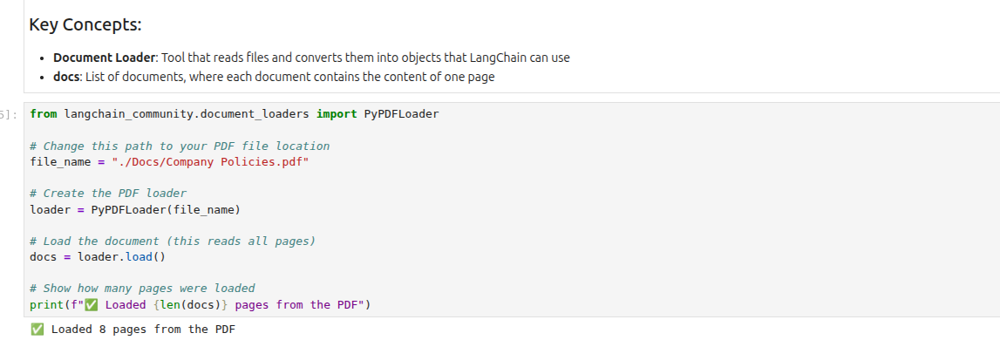 Key Concepts:
• Document Loader: Tool that reads files and converts them into objects that LangChain can use
• docs: List of documents, where each document contains the content of one page
5]:
from langchain_community.document_loaders import PyPDFLoader
# Change this path to your PDF file location
file_name = "./Docs/Company Policies.pdf"
# Create the PDF loader
loader = PyPDFLoader(file_name)
# Load the document (this reads all pages)
docs = loader.load()
# Show how many pages were loaded
print(f"✅ Loaded {len(docs)} pages from the PDF")
✅ Loaded 8 pages from the PDF